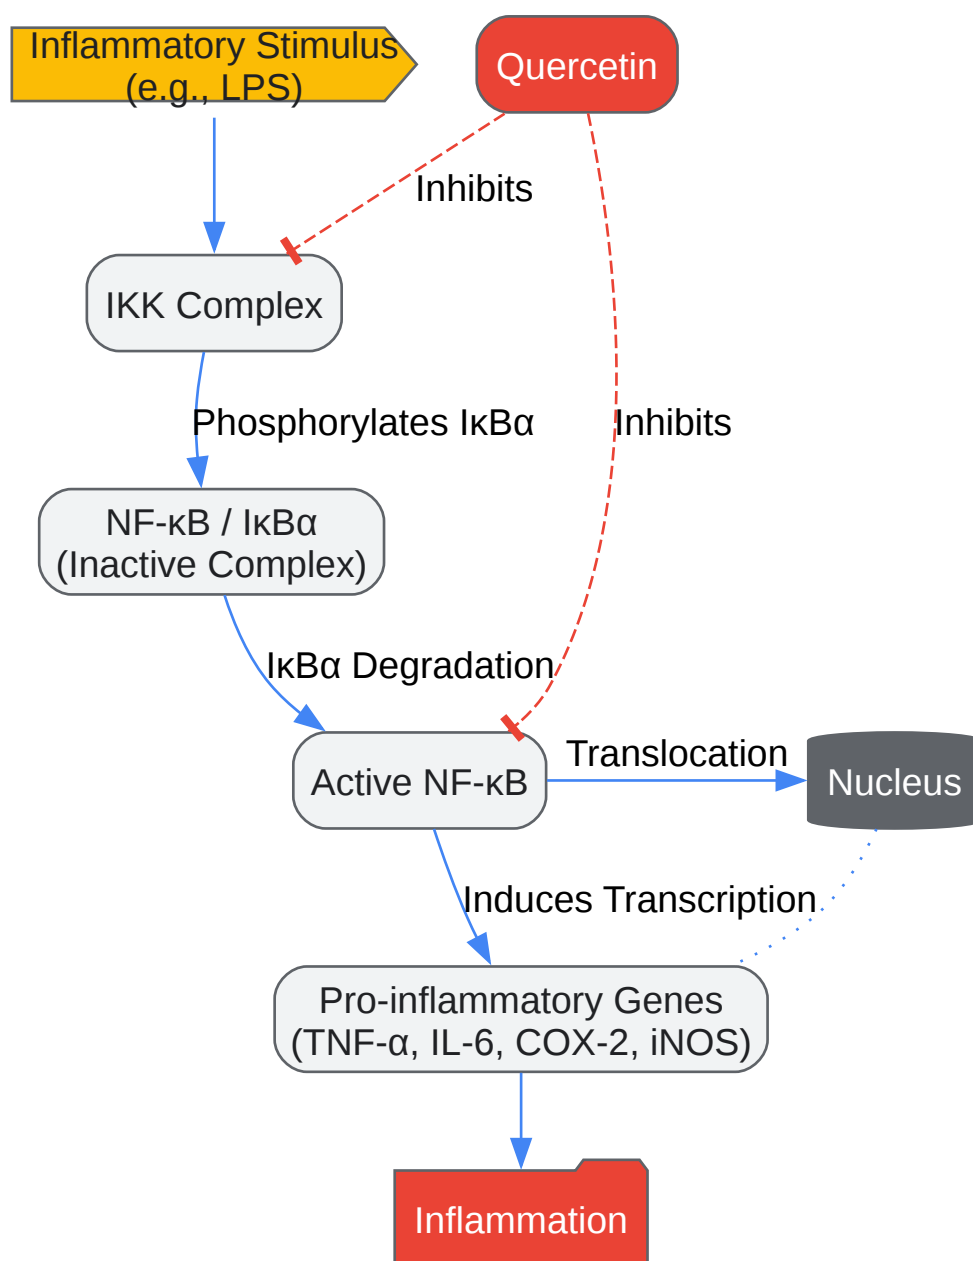 Inflammatory Stimulus
(e.g., LPS)
Quercetin
Inhibits
IKK Complex
Phosphorylates IκBα
Inhibits
NF-κB / IκBα
(Inactive Complex)
IκBα Degradation
Active NF-κB
Translocation
Nucleus
Induces Transcription
Pro-inflammatory Genes
(TNF-α, IL-6, COX-2, iNOS)
Inflammation